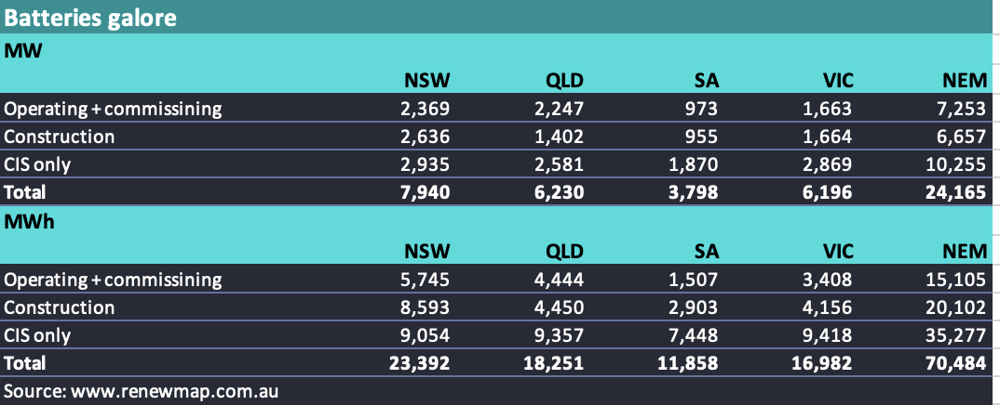 Batteries galore
MW
NSW QLD SA VIC NEM
Operating + commissining 2,369 2,247 973 1,663 7,253
Construction 2,636 1,402 955 1,664 6,657
CIS only 2,935 2,581 1,870 2,869 10,255
Total 7,940 6,230 3,798 6,196 24,165
MWh
NSW QLD SA VIC NEM
Operating + commissining 5,745 4,444 1,507 3,408 15,105
Construction 8,593 4,450 2,903 4,156 20,102
CIS only 9,054 9,357 7,448 9,418 35,277
Total 23,392 18,251 11,858 16,982 70,484
Source: www.renewmap.com.au